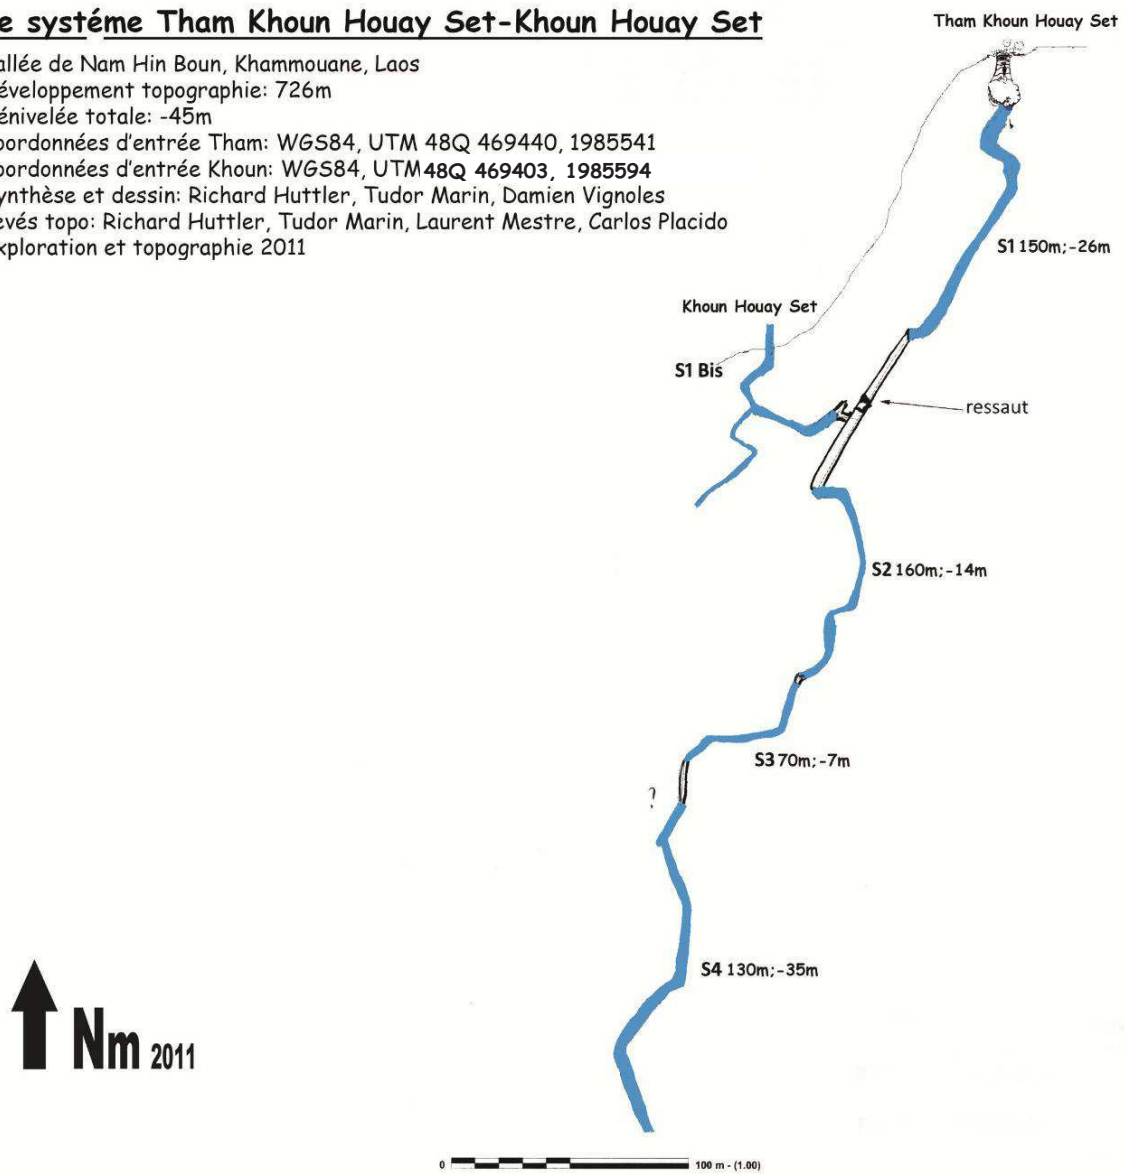 e systéme Tham Khoun Houay Set-Khoun Houay Set
allée de Nam Hin Boun, Khammouane, Laos
éveloppement topographie: 726m
énivelée totale: -45m
oordonnées d'entrée Tham: WGS84, UTM 48Q 469440, 1985541
oordonnées d'entrée Khoun: WGS84, UTM 48Q 469403, 1985594
ynthèse et dessin: Richard Huttler, Tudor Marin, Damien Vignoles
evés topo: Richard Huttler, Tudor Marin, Laurent Mestre, Carlos Placido
xploration et topographie 2011
Tham Khoun Houay Set
S1 150m;-26m
Khoun Houay Set
S1 Bis
ressaut
S2 160m;-14m
S3 70m;-7m
?
S4 130m;-35m
Nm 2011
0 100 m - (1.00)